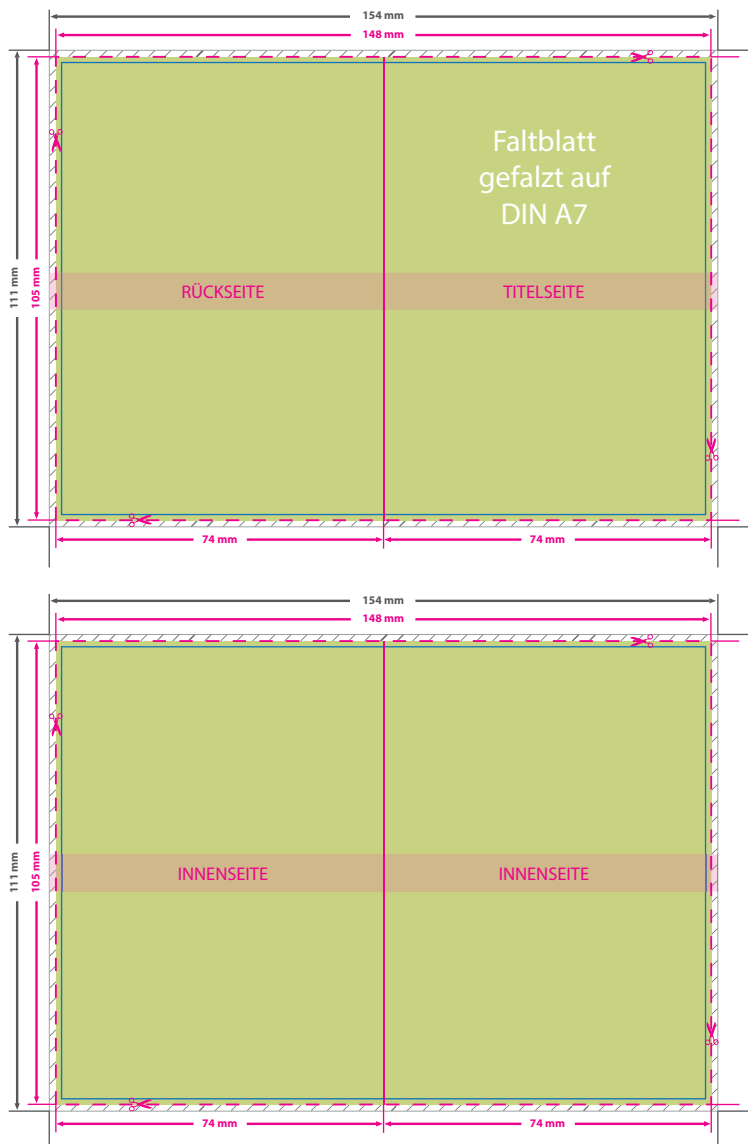 154 mm
148 mm
Faltblatt
gefalzt auf
DIN A7
111 mm
105 mm
RÜCKSEITE
TITELSEITE
74 mm
74 mm
154 mm
148 mm
111 mm
105 mm
INNENSEITE
INNENSEITE
74 mm
74 mm